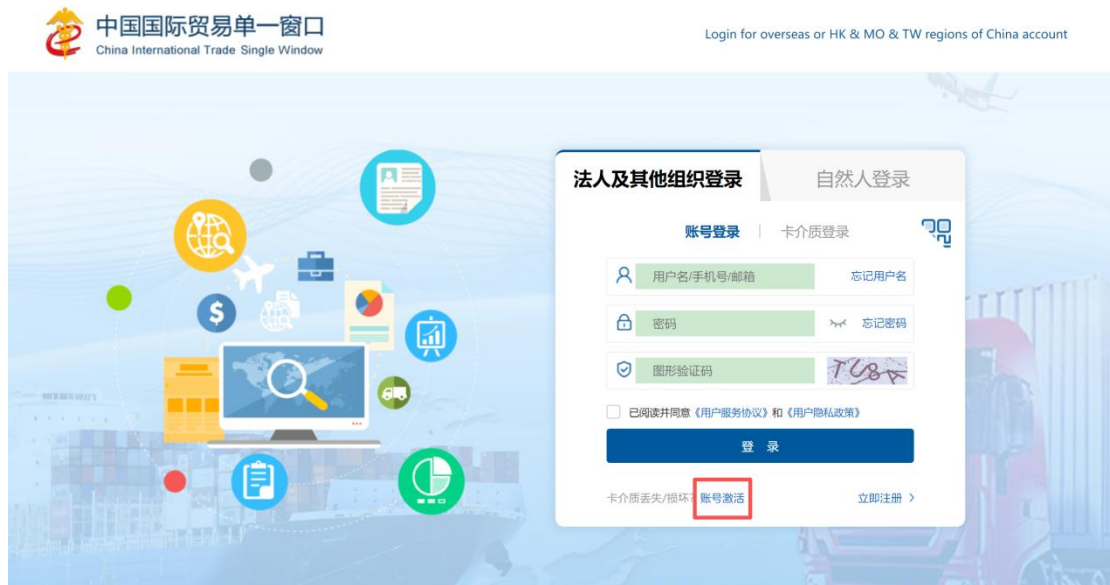 中国国际贸易单一窗口
China International Trade Single Window
Login for overseas or HK & MO & TW regions of China account
法人及其他组织登录
自然人登录
账号登录
卡介质登录
用户名/手机号/邮箱
忘记用户名
密码
忘记密码
图形验证码
已阅读并同意《用户服务协议》和《用户隐私政策》
登 录
卡介质丢失/损坏?账号激活
立即注册 >